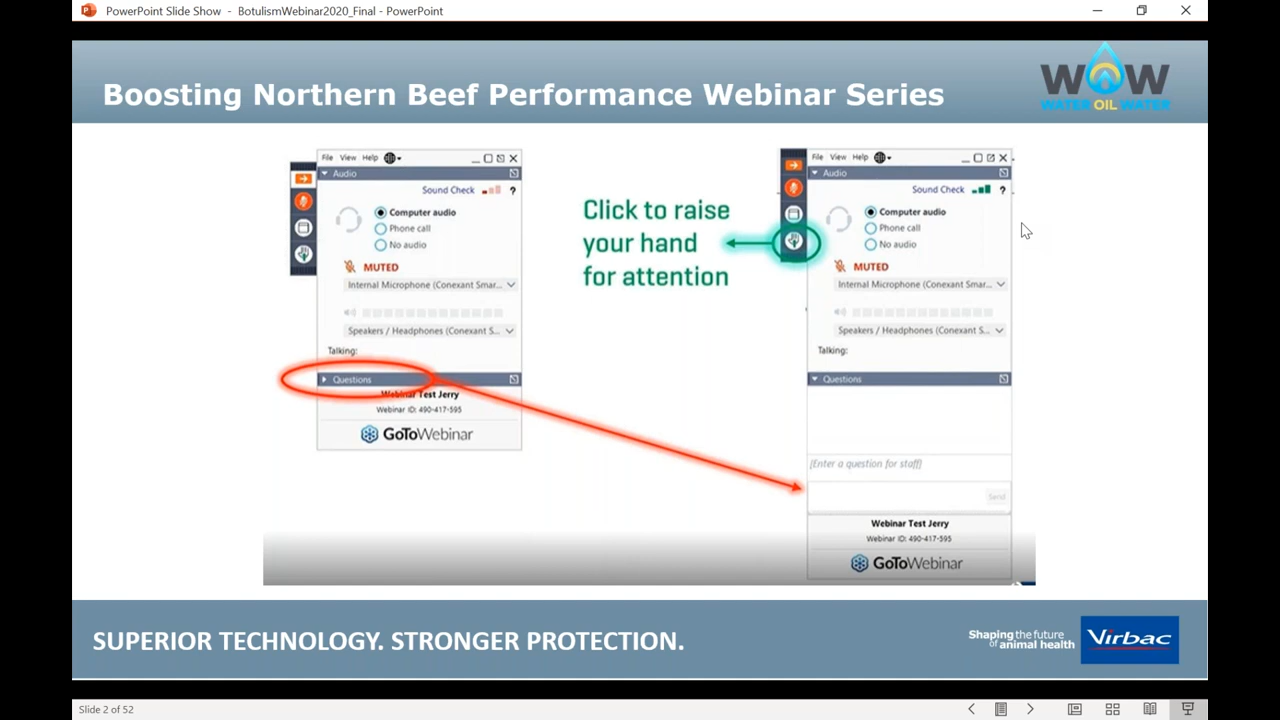 PowerPoint Slide Show - BotulismWebinar2020_Final - PowerPoint
Boosting Northern Beef Performance Webinar Series
WOW
WATER OIL WATER
File View Help
Audio
Sound Check ?
Computer audio
Phone call
No audio
MUTED
Internal Microphone (Conexant Smar...
Speakers / Headphones (Conexant S...
Talking:
Questions
Webinar Test Jerry
Webinar ID: 490-417-595
GoToWebinar
Click to raise
your hand
for attention
File View Help
Audio
Sound Check ?
Computer audio
Phone call
No audio
MUTED
Internal Microphone (Conexant Smar...
Speakers / Headphones (Conexant S...
Talking:
Questions
[Enter a question for staff]
Send
Webinar Test Jerry
Webinar ID: 490-417-595
GoToWebinar
SUPERIOR TECHNOLOGY. STRONGER PROTECTION.
Shaping the future
of animal health
Virbac
Slide 2 of 52